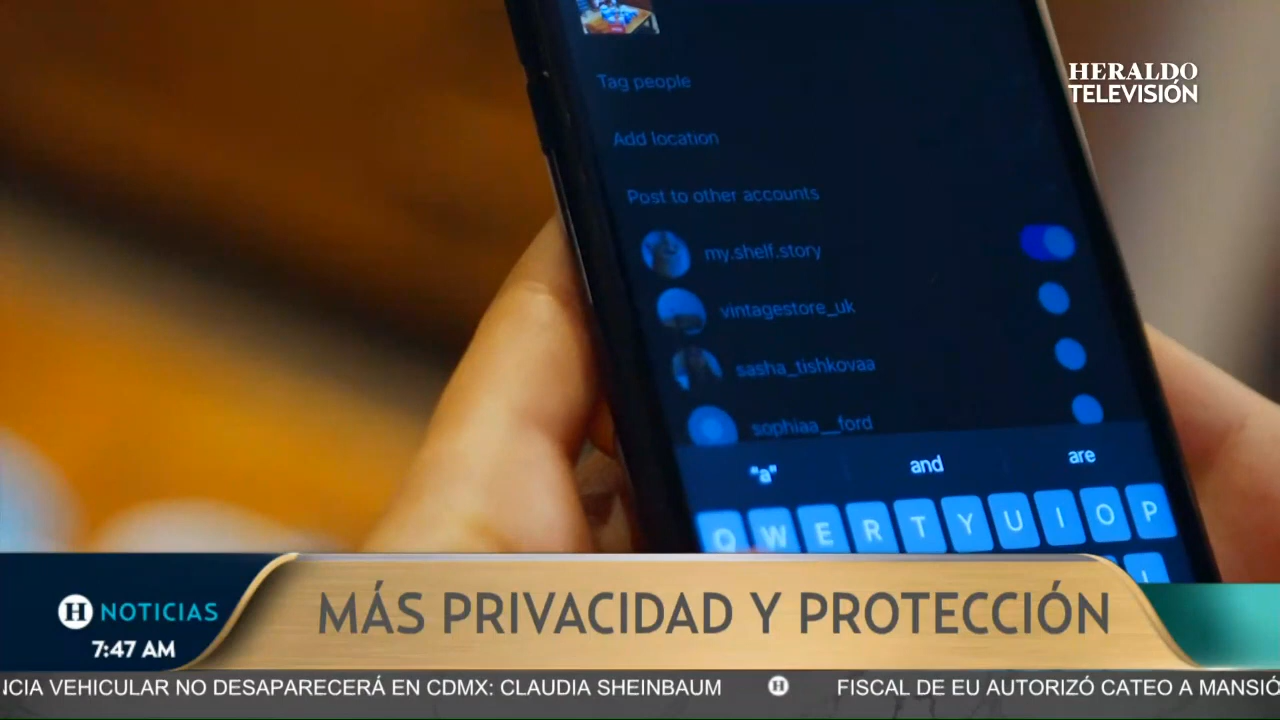 HERALDO
TELEVISIÓN
Tag people
Add location
Post to other accounts
my.shelf.story
vintagestore_uk
sasha_tishkovaa
sophiaa__ford
"a" and are
Q W E R T Y U I O P
H NOTICIAS
7:47 AM
MÁS PRIVACIDAD Y PROTECCIÓN
NCIA VEHICULAR NO DESAPARECERÁ EN CDMX: CLAUDIA SHEINBAUM H FISCAL DE EU AUTORIZÓ CATEO A MANSIÓ